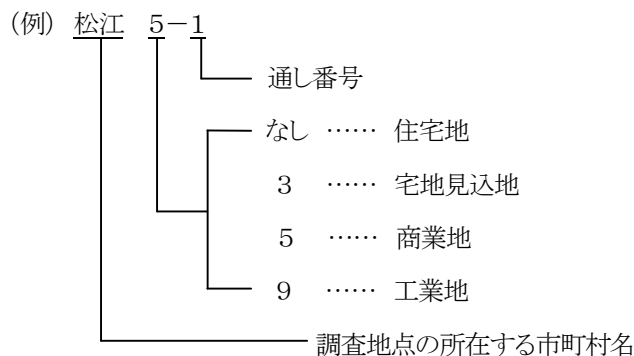 (例) 松江 5-1
通し番号
なし …… 住宅地
3 …… 宅地見込地
5 …… 商業地
9 …… 工業地
調査地点の所在する市町村名